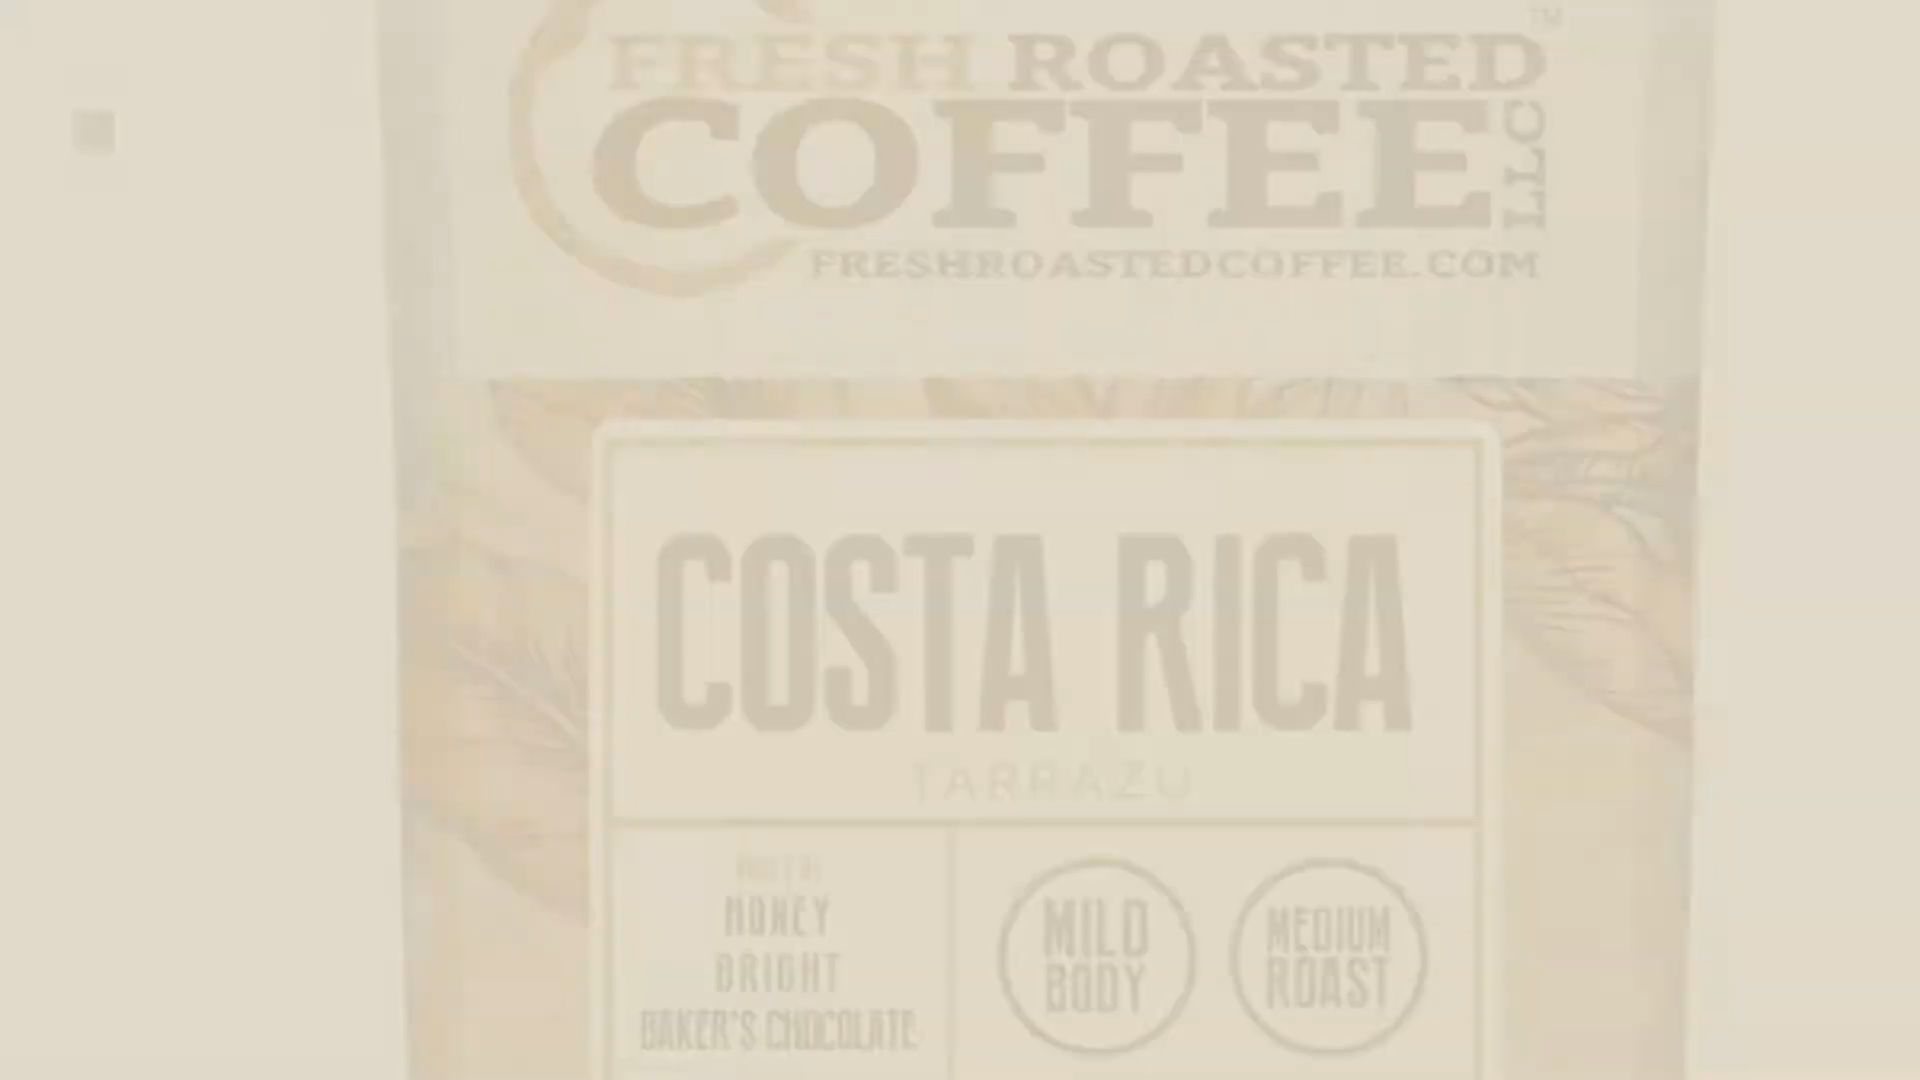 FRESH ROASTED
COFFEE LLC
FRESHROASTEDCOFFEE.COM
COSTA RICA
TARRAZU
HONEY
BRIGHT
BAKER'S CHOCOLATE
MILD
BODY
MEDIUM
ROAST